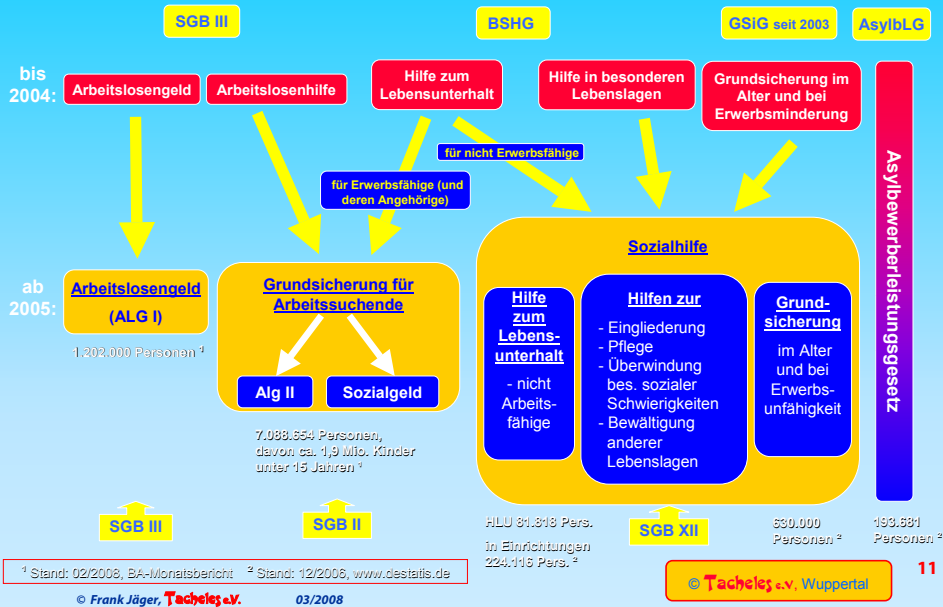 SGB III
BSHG
GSiG seit 2003
AsylbLG
bis
2004:
Arbeitslosengeld
Arbeitslosenhilfe
Hilfe zum
Lebensunterhalt
Hilfe in besonderen
Lebenslagen
Grundsicherung im
Alter und bei
Erwerbsminderung
Asylbewerberleistungsgesetz
für nicht Erwerbsfähige
für Erwerbsfähige (und
deren Angehörige)
ab
2005:
Arbeitslosengeld
(ALG I)
1.202.000 Personen ¹
Grundsicherung für
Arbeitssuchende
Alg II
Sozialgeld
7.088.654 Personen,
davon ca. 1,9 Mio. Kinder
unter 15 Jahren ¹
Sozialhilfe
Hilfe
zum
Lebens-
unterhalt
- nicht
Arbeits-
fähige
Hilfen zur
- Eingliederung
- Pflege
- Überwindung
bes. sozialer
Schwierigkeiten
- Bewältigung
anderer
Lebenslagen
Grund-
sicherung
im Alter
und bei
Erwerbs-
unfähigkeit
SGB III
SGB II
HLU 81.818 Pers.
in Einrichtungen
224.116 Pers. ²
SGB XII
630.000
Personen ²
193.681
Personen ²
¹ Stand: 02/2008, BA-Monatsbericht ² Stand: 12/2006, www.destatis.de
© Tacheles e.V, Wuppertal
11
© Frank Jäger, Tacheles e.V. 03/2008